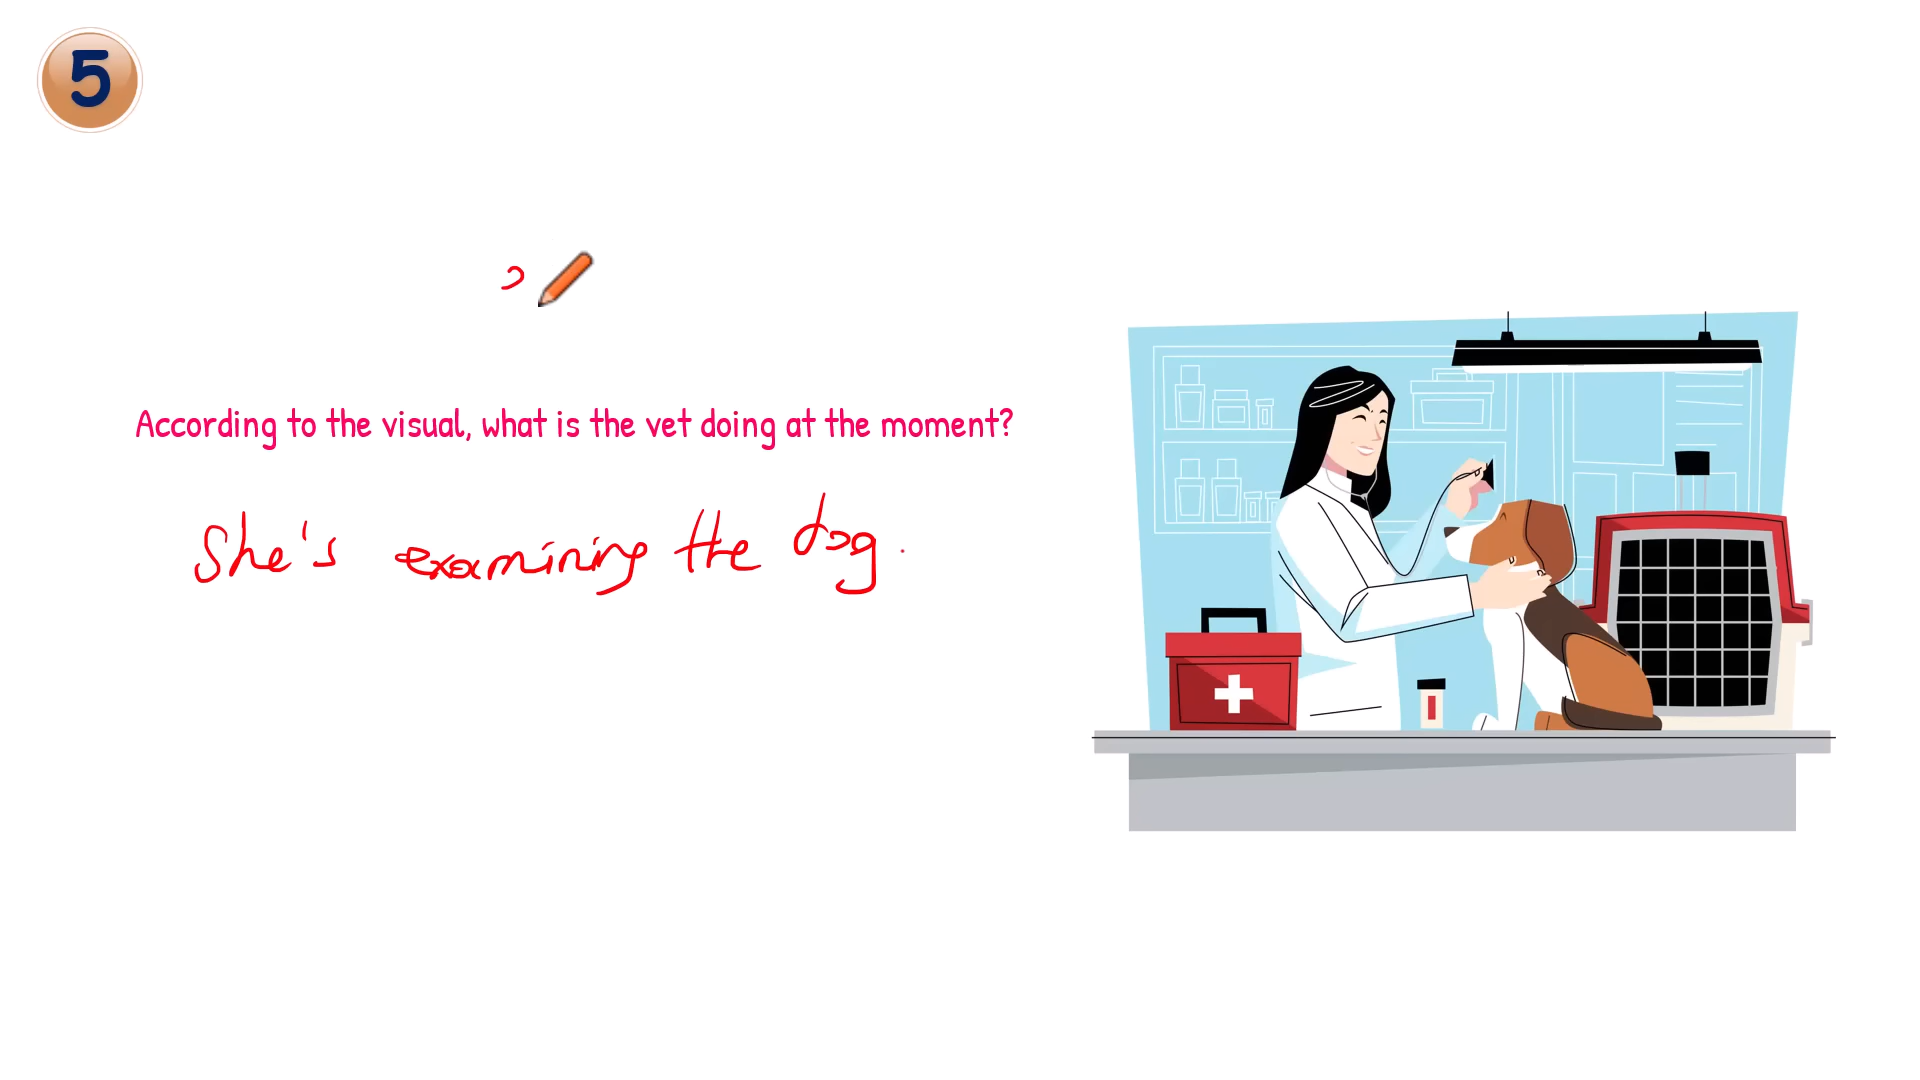 5
According to the visual, what is the vet doing at the moment?
She's examining the dog.